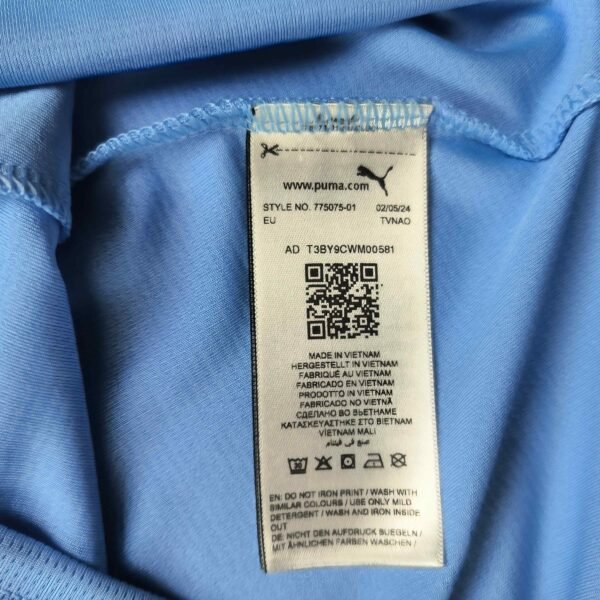 www.puma.com
STYLE NO. 775075-01 02/05/24
EU TVNAO
AD T3BY9CWM00581
MADE IN VIETNAM
HERGESTELLT IN VIETNAM
FABRIQUÉ AU VIETNAM
FABRICADO EN VIETNAM
PRODOTTO IN VIETNAM
FABRICADO NO VIETNÃ
СДЕЛАНО ВО ВЬЕТНАМЕ
ΚΑΤΑΣΚΕΥΑΣΤΗΚΕ ΣΤΟ ΒΙΕΤΝΑΜ
VİETNAM MALI
صنع في فيتنام
EN: DO NOT IRON PRINT / WASH WITH
SIMILAR COLOURS / USE ONLY MILD
DETERGENT / WASH AND IRON INSIDE
OUT
DE: NICHT DEN AUFDRUCK BUEGELN /
MIT ÄHNLICHEN FARBEN WASCHEN /